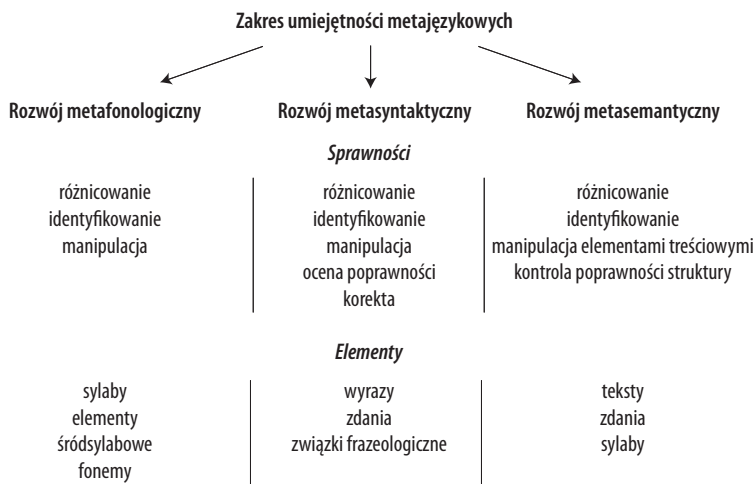 Zakres umiejętności metajęzykowych
Rozwój metafonologiczny
Rozwój metasyntaktyczny
Rozwój metasemantyczny
Sprawności
różnicowanie
identyfikowanie
manipulacja
różnicowanie
identyfikowanie
manipulacja
ocena poprawności
korekta
różnicowanie
identyfikowanie
manipulacja elementami treściowymi
kontrola poprawności struktury
Elementy
sylaby
elementy
śródsylabowe
fonemy
wyrazy
zdania
związki frazeologiczne
teksty
zdania
sylaby